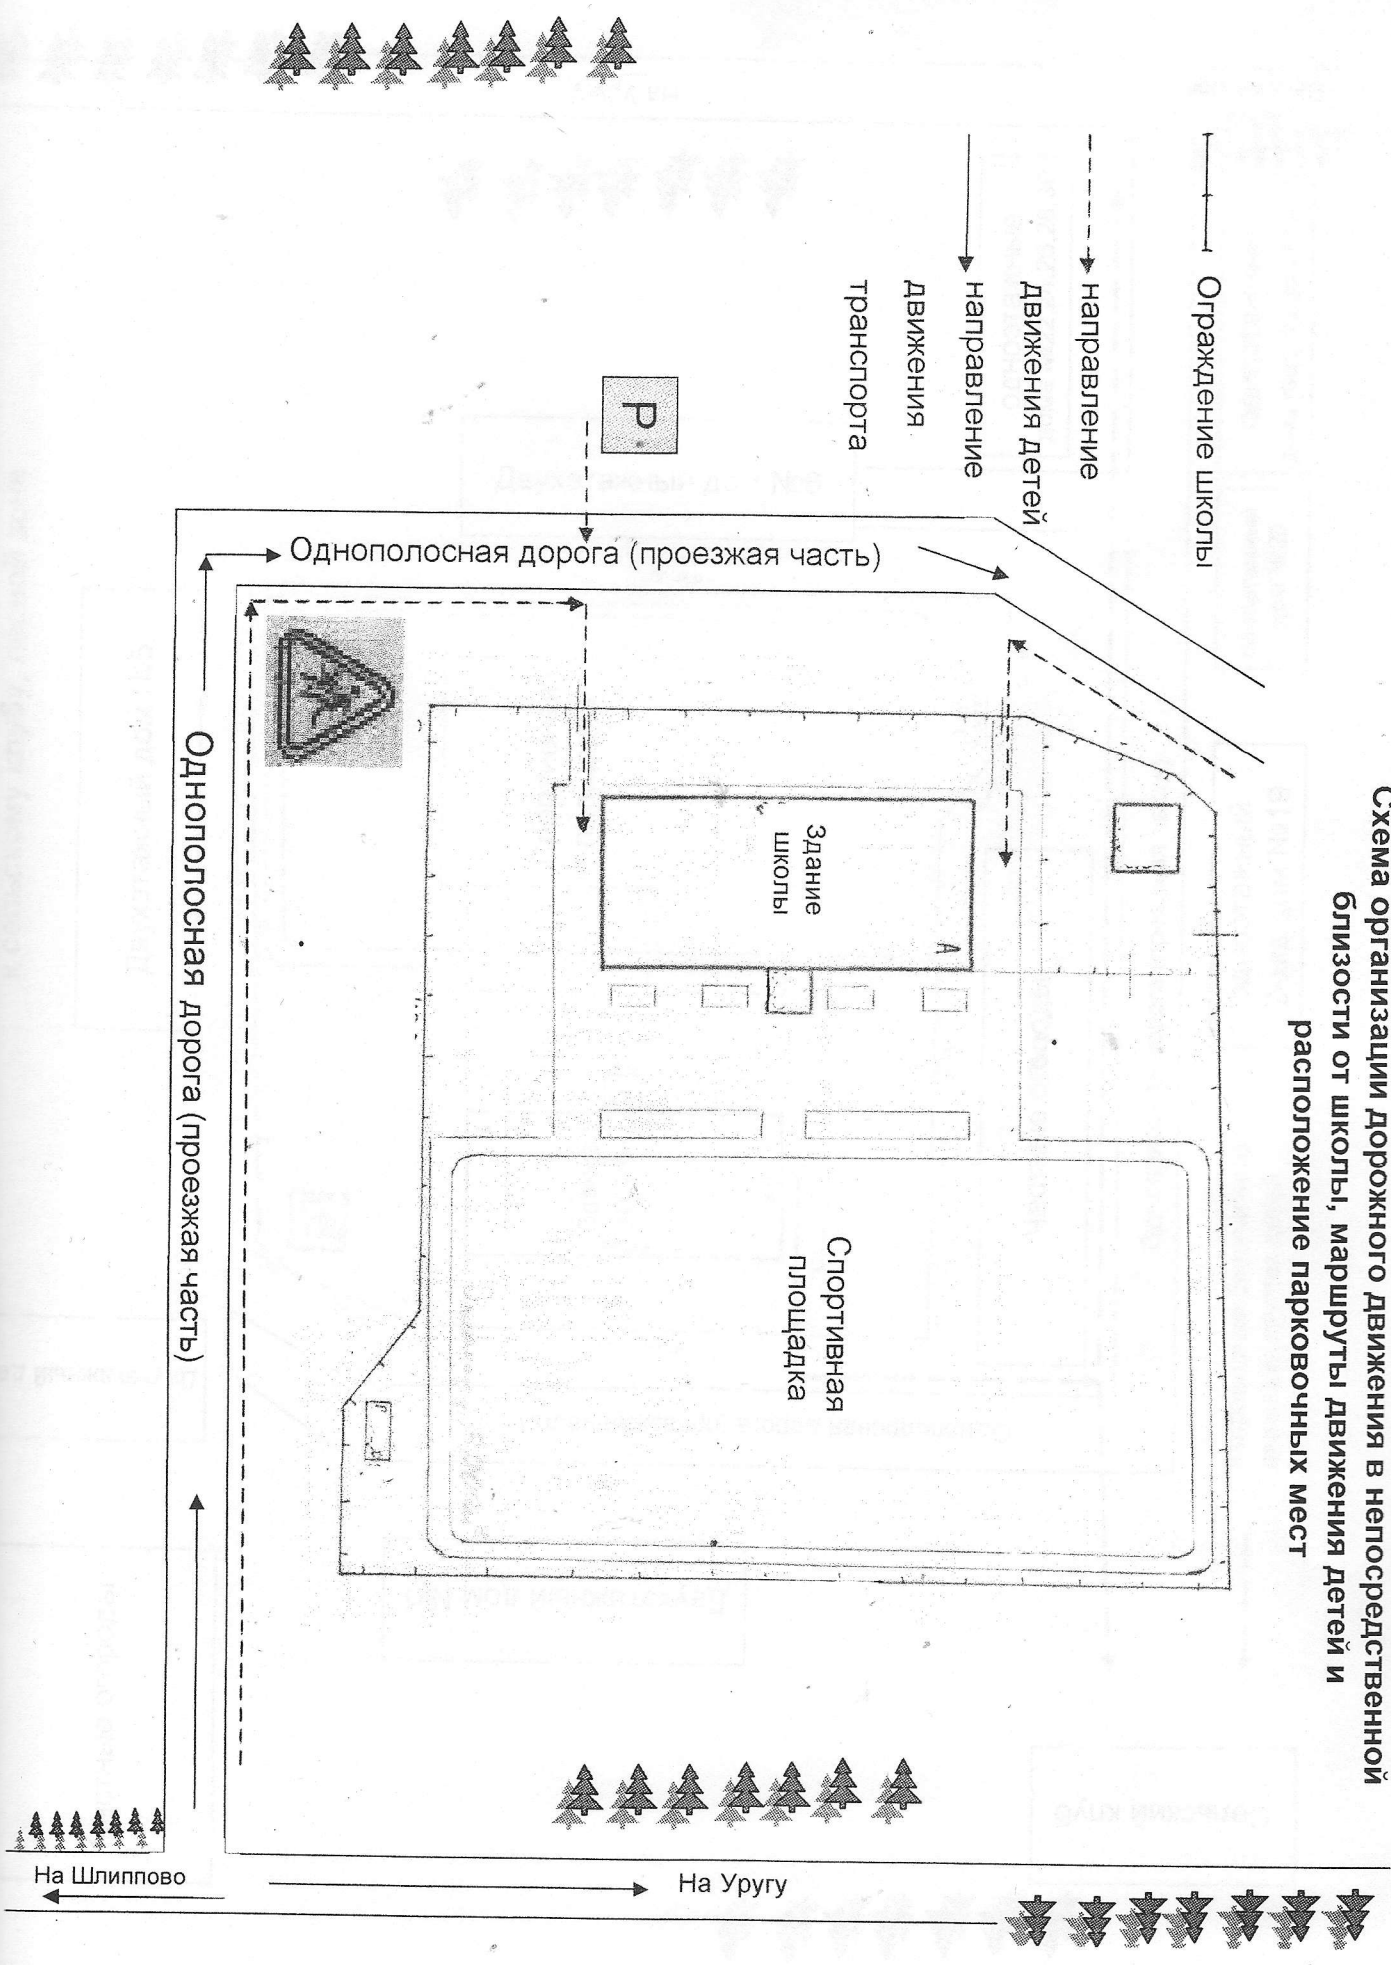 Схема организации дорожного движения в непосредственной
близости от школы, маршруты движения детей и
расположение парковочных мест
Ограждение школы
направление
движения детей
направление
движения
транспорта
P
Однополосная дорога (проезжая часть)
Здание
школы
А
Спортивная
площадка
Однополосная дорога (проезжая часть)
На Шлиппово
На Уругу